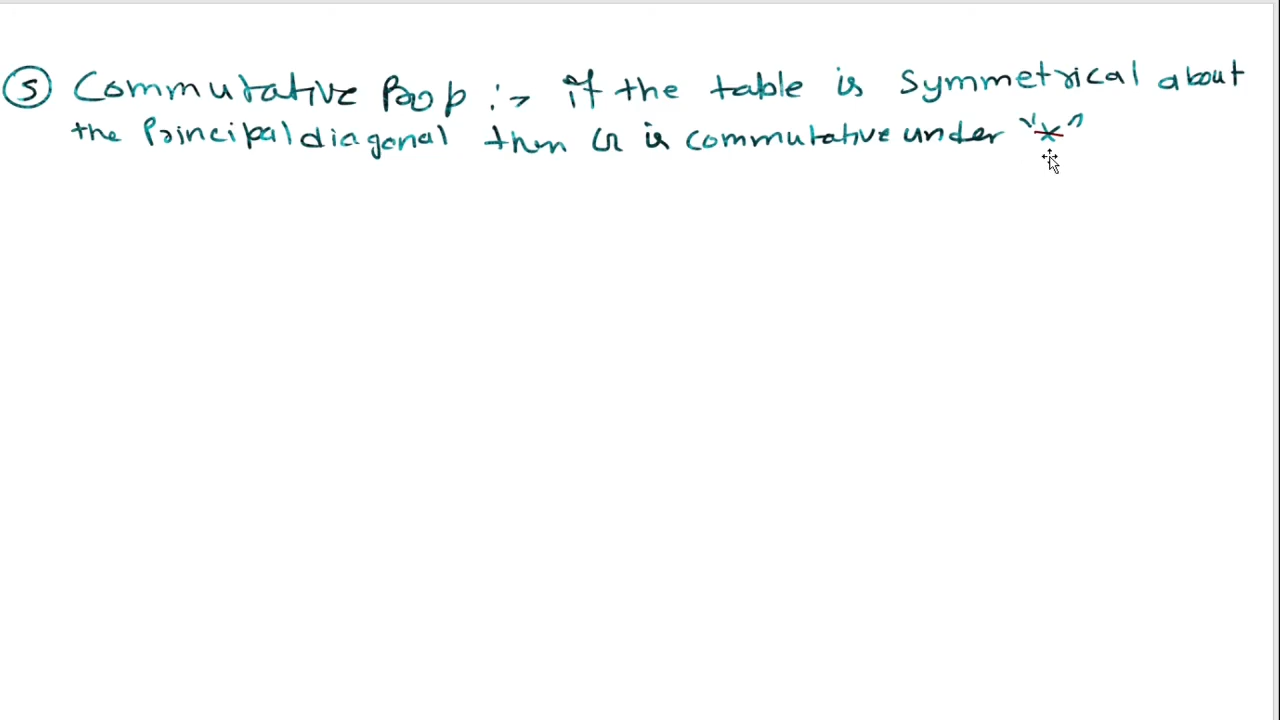 ⑤ Commutative Prop :- if the table is symmetrical about
the Principal diagonal then G is commutative under "*"